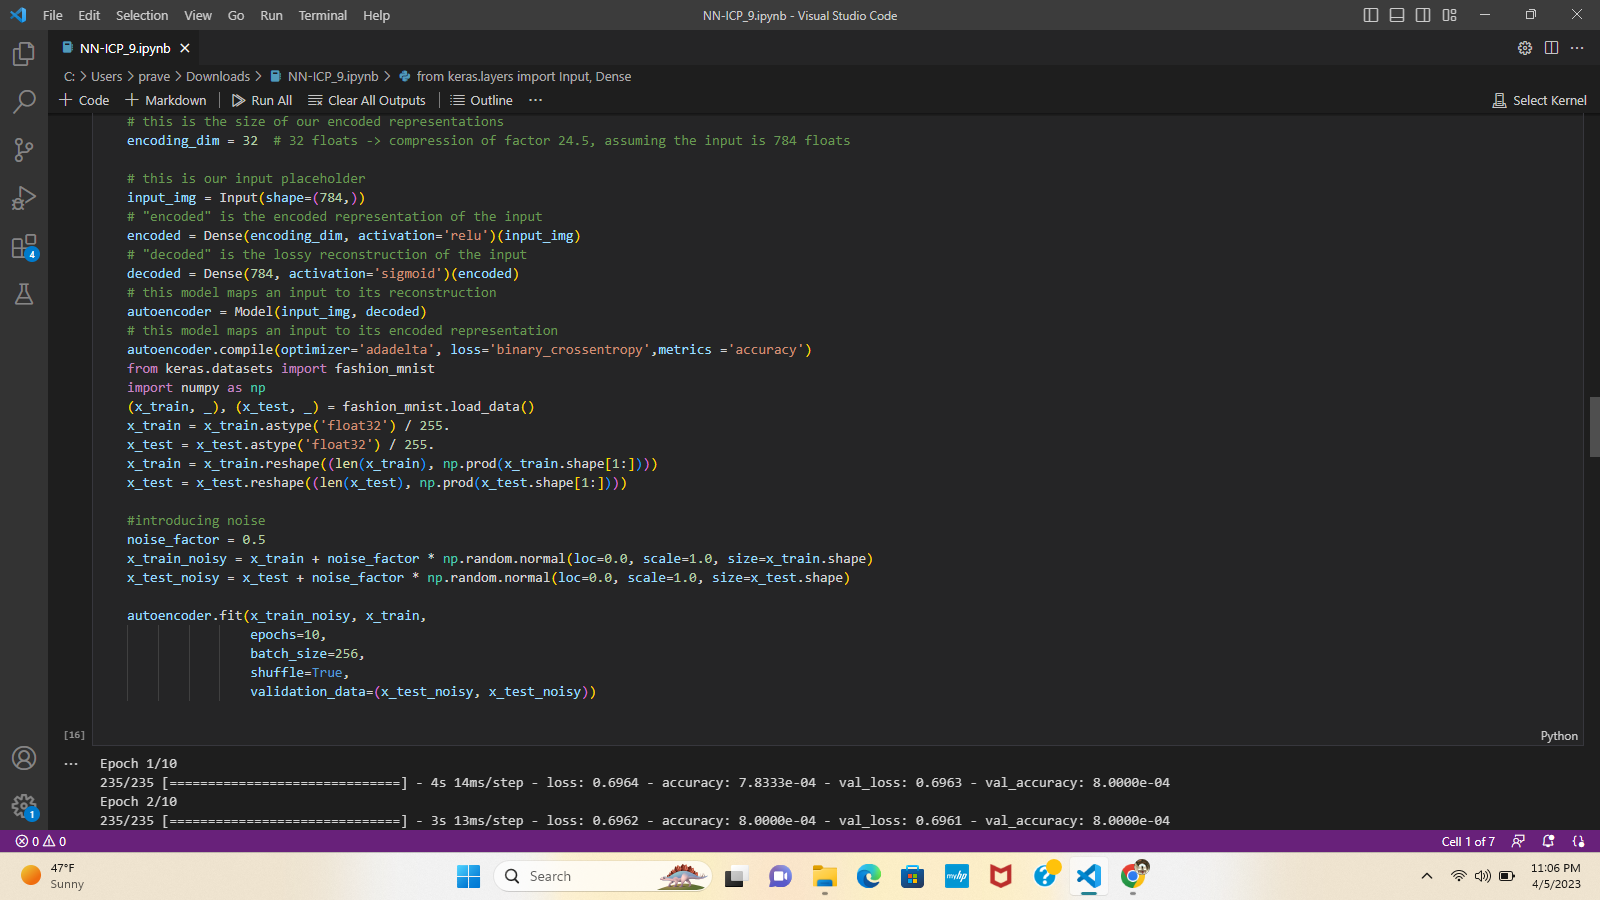 File Edit Selection View Go Run Terminal Help
NN-ICP_9.ipynb - Visual Studio Code
NN-ICP_9.ipynb
C: > Users > prave > Downloads > NN-ICP_9.ipynb > from keras.layers import Input, Dense
Code Markdown Run All Clear All Outputs Outline ···
Select Kernel
# this is the size of our encoded representations
encoding_dim = 32  # 32 floats -> compression of factor 24.5, assuming the input is 784 floats
# this is our input placeholder
input_img = Input(shape=(784,))
# "encoded" is the encoded representation of the input
encoded = Dense(encoding_dim, activation='relu')(input_img)
# "decoded" is the lossy reconstruction of the input
decoded = Dense(784, activation='sigmoid')(encoded)
# this model maps an input to its reconstruction
autoencoder = Model(input_img, decoded)
# this model maps an input to its encoded representation
autoencoder.compile(optimizer='adadelta', loss='binary_crossentropy',metrics ='accuracy')
from keras.datasets import fashion_mnist
import numpy as np
(x_train, _), (x_test, _) = fashion_mnist.load_data()
x_train = x_train.astype('float32') / 255.
x_test = x_test.astype('float32') / 255.
x_train = x_train.reshape((len(x_train), np.prod(x_train.shape[1:])))
x_test = x_test.reshape((len(x_test), np.prod(x_test.shape[1:])))
#introducing noise
noise_factor = 0.5
x_train_noisy = x_train + noise_factor * np.random.normal(loc=0.0, scale=1.0, size=x_train.shape)
x_test_noisy = x_test + noise_factor * np.random.normal(loc=0.0, scale=1.0, size=x_test.shape)
autoencoder.fit(x_train_noisy, x_train,
epochs=10,
batch_size=256,
shuffle=True,
validation_data=(x_test_noisy, x_test_noisy))
[16]
Python
Epoch 1/10
235/235 [==============================] - 4s 14ms/step - loss: 0.6964 - accuracy: 7.8333e-04 - val_loss: 0.6963 - val_accuracy: 8.0000e-04
Epoch 2/10
235/235 [==============================] - 3s 13ms/step - loss: 0.6962 - accuracy: 8.0000e-04 - val_loss: 0.6961 - val_accuracy: 8.0000e-04
4
1
0 0
Cell 1 of 7
47°F
Sunny
Search
myhp
11:06 PM
4/5/2023